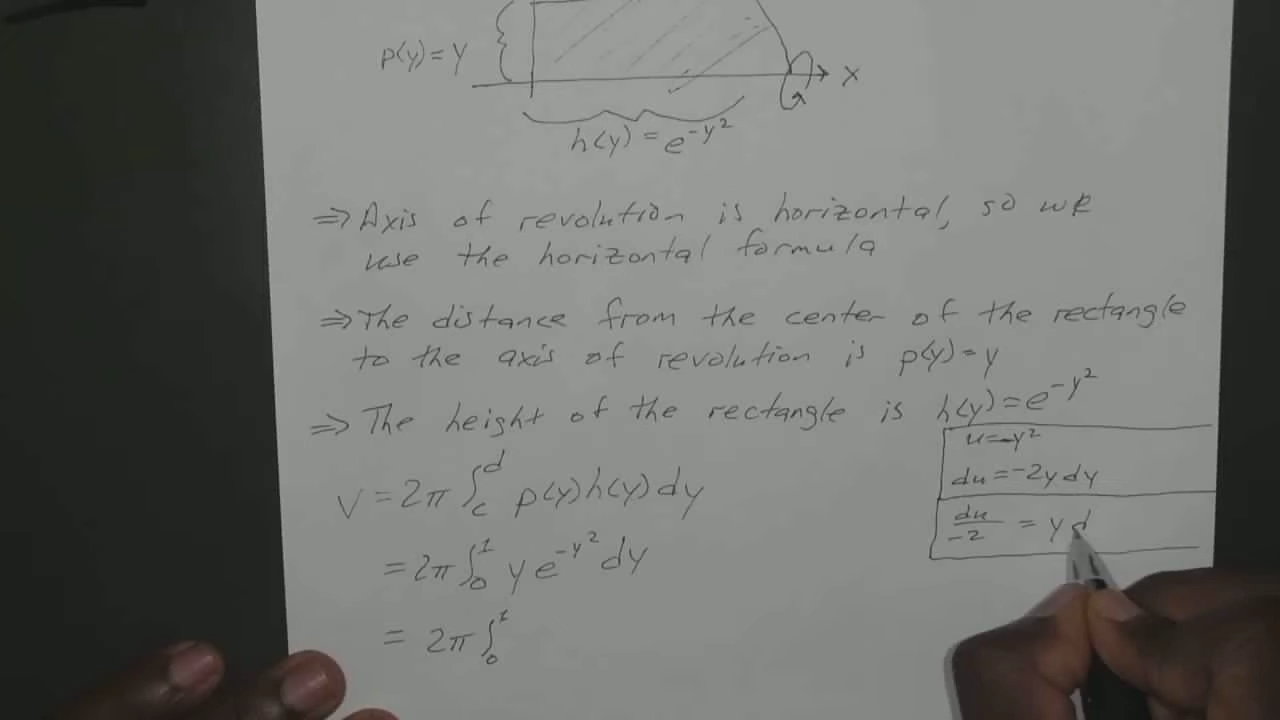 p(y) = y
x
h(y) = e^{-y^2}
⇒ Axis of revolution is horizontal, so we
use the horizontal formula
⇒ The distance from the center of the rectangle
to the axis of revolution is p(y) = y
⇒ The height of the rectangle is h(y) = e^{-y^2}
u = -y^2
du = -2y dy
du/-2 = y d
V = 2π ∫_c^d p(y)h(y) dy
= 2π ∫_0^1 y e^{-y^2} dy
= 2π ∫_0^1